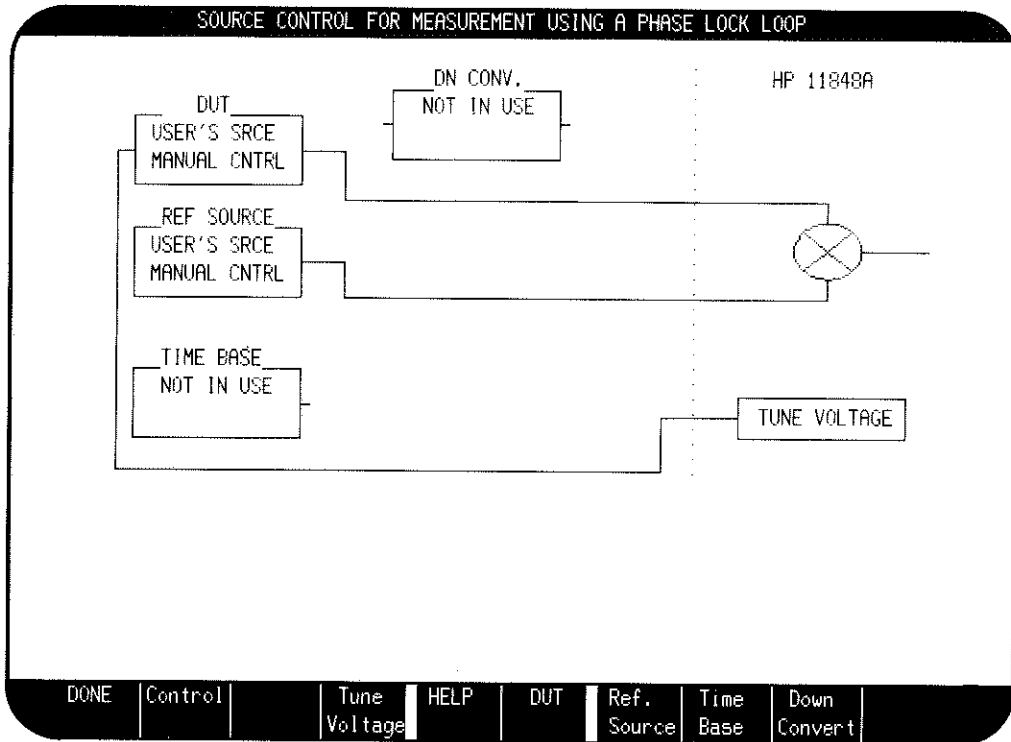 SOURCE CONTROL FOR MEASUREMENT USING A PHASE LOCK LOOP
DN CONV.
NOT IN USE
HP 11848A
DUT
USER'S SRCE
MANUAL CNTRL
REF SOURCE
USER'S SRCE
MANUAL CNTRL
TIME BASE
NOT IN USE
TUNE VOLTAGE
DONE
Control
Tune
Voltage
HELP
DUT
Ref.
Source
Time
Base
Down
Convert